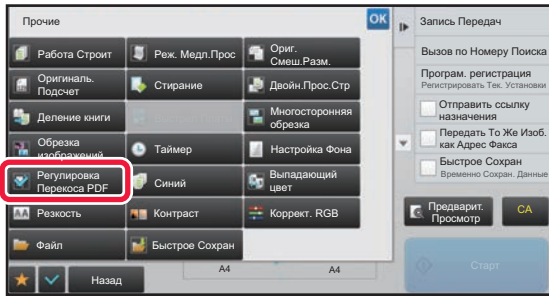 Прочие
OK
Работа Строит
Реж. Медл.Прос
Ориг.
Смеш.Разм.
Оригиналь.
Подсчет
Стирание
Двойн.Прос.Стр
Деление книги
Многосторонняя
обрезка
Обрезка
изображений
Таймер
Настройка Фона
Регулировка
Перекоса PDF
Синий
Выпадающий
цвет
Резкость
Контраст
Коррект. RGB
Файл
Быстрое Сохран
Назад
A4
A4
Запись Передач
Вызов по Номеру Поиска
Програм. регистрация
Регистрировать Тек. Установки
Отправить ссылку
назначения
Передать То Же Изоб.
как Адрес Факса
Быстрое Сохран
Временно Сохран. Данные
Предварит.
Просмотр
CA
Старт